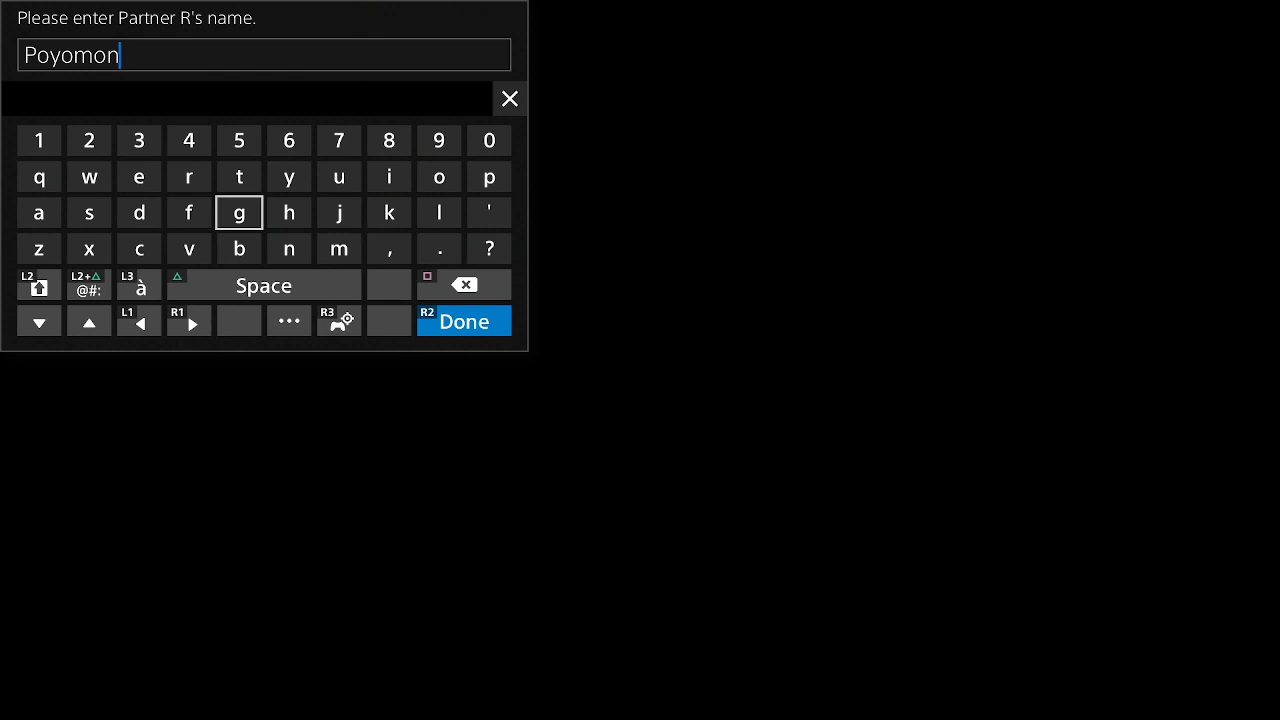 Please enter Partner R's name.
Poyomon
1 2 3 4 5 6 7 8 9 0
q w e r t y u i o p
a s d f g h j k l '
z x c v b n m , . ?
L2 L2+△ @#: L3 à △ Space □
L1 R1 ... R3 R2 Done